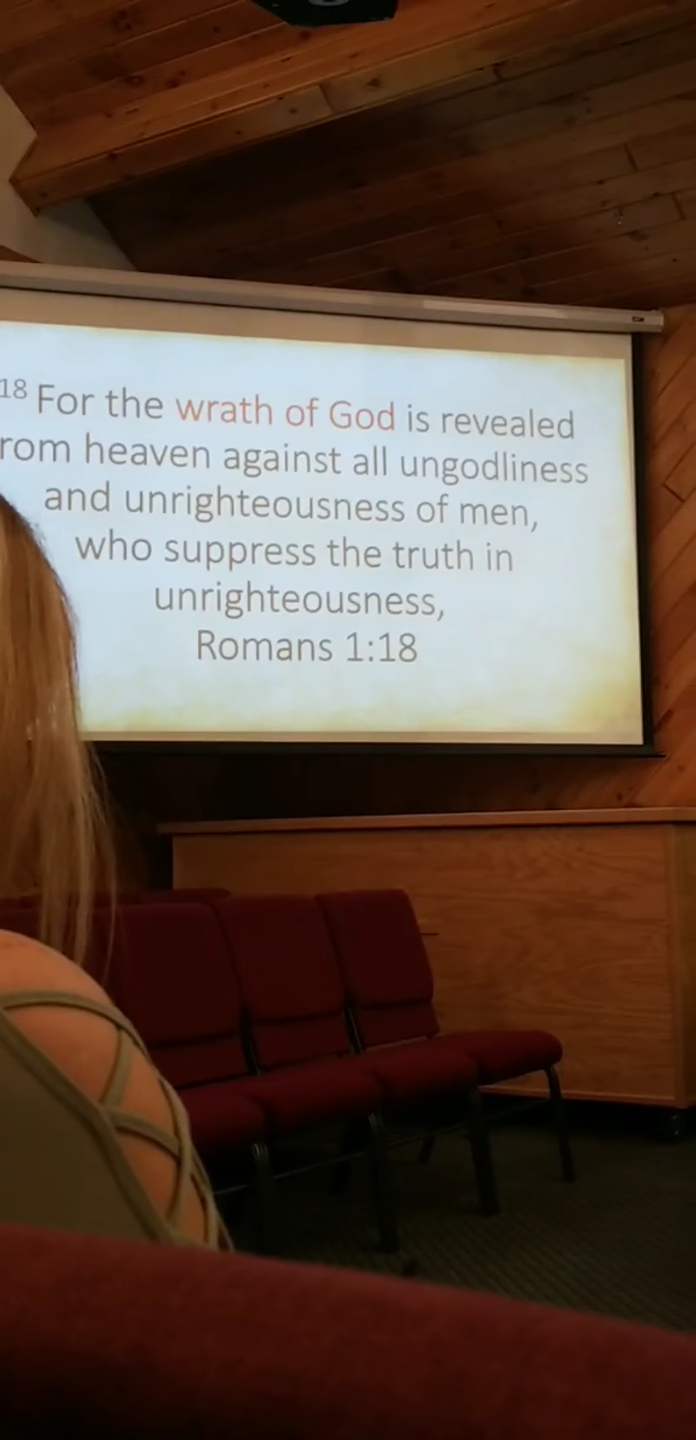 18 For the wrath of God is revealed
rom heaven against all ungodliness
and unrighteousness of men,
who suppress the truth in
unrighteousness,
Romans 1:18